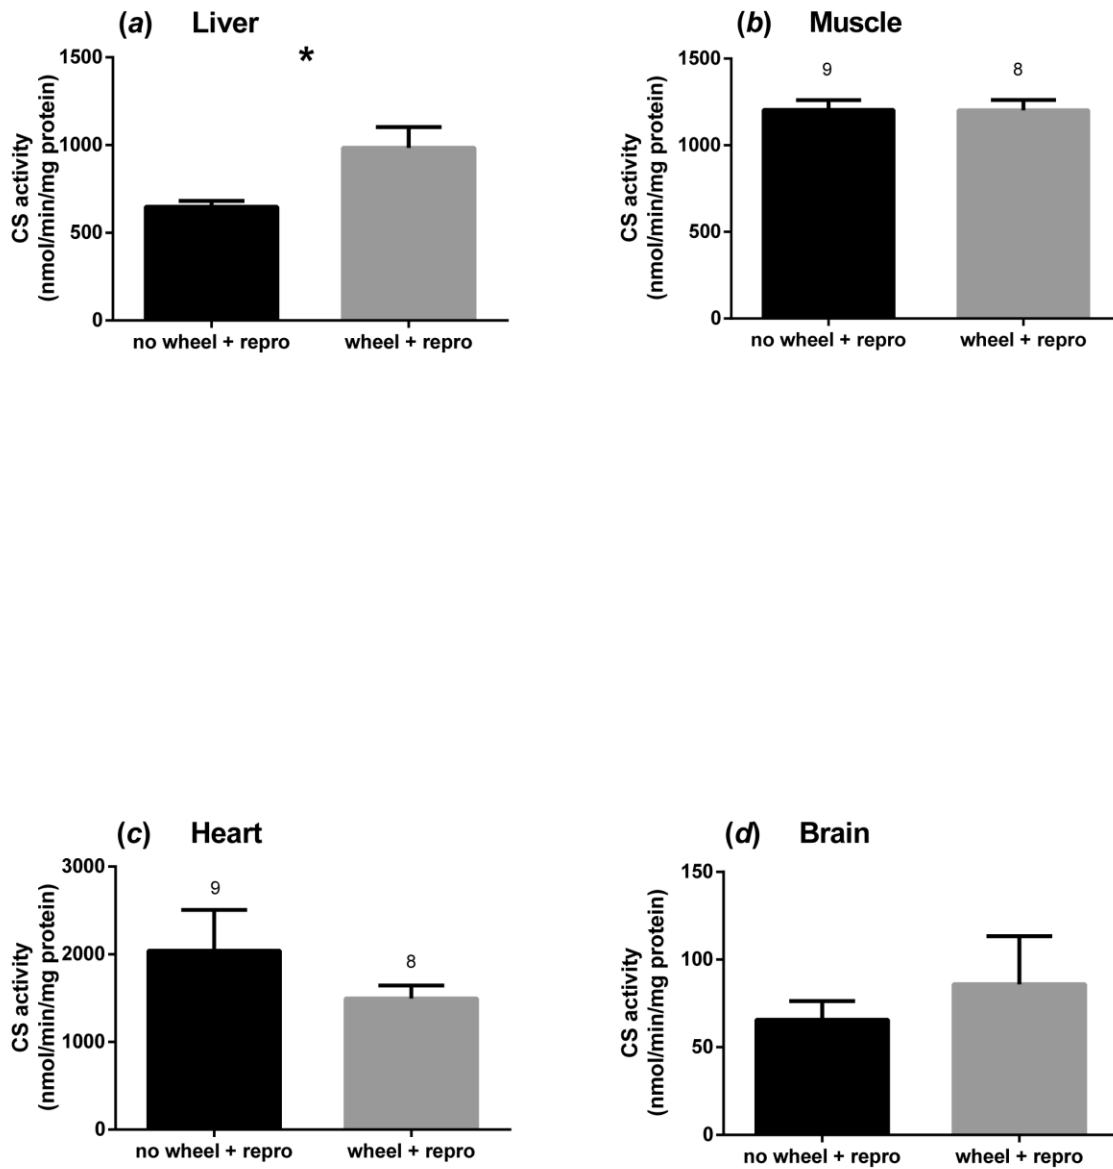 (a) Liver
*
1500
1000
500
0
CS activity
(nmol/min/mg protein)
no wheel + repro wheel + repro
(b) Muscle
9 8
1500
1000
500
0
CS activity
(nmol/min/mg protein)
no wheel + repro wheel + repro
(c) Heart
9
8
3000
2000
1000
0
CS activity
(nmol/min/mg protein)
no wheel + repro wheel + repro
(d) Brain
150
100
50
0
CS activity
(nmol/min/mg protein)
no wheel + repro wheel + repro